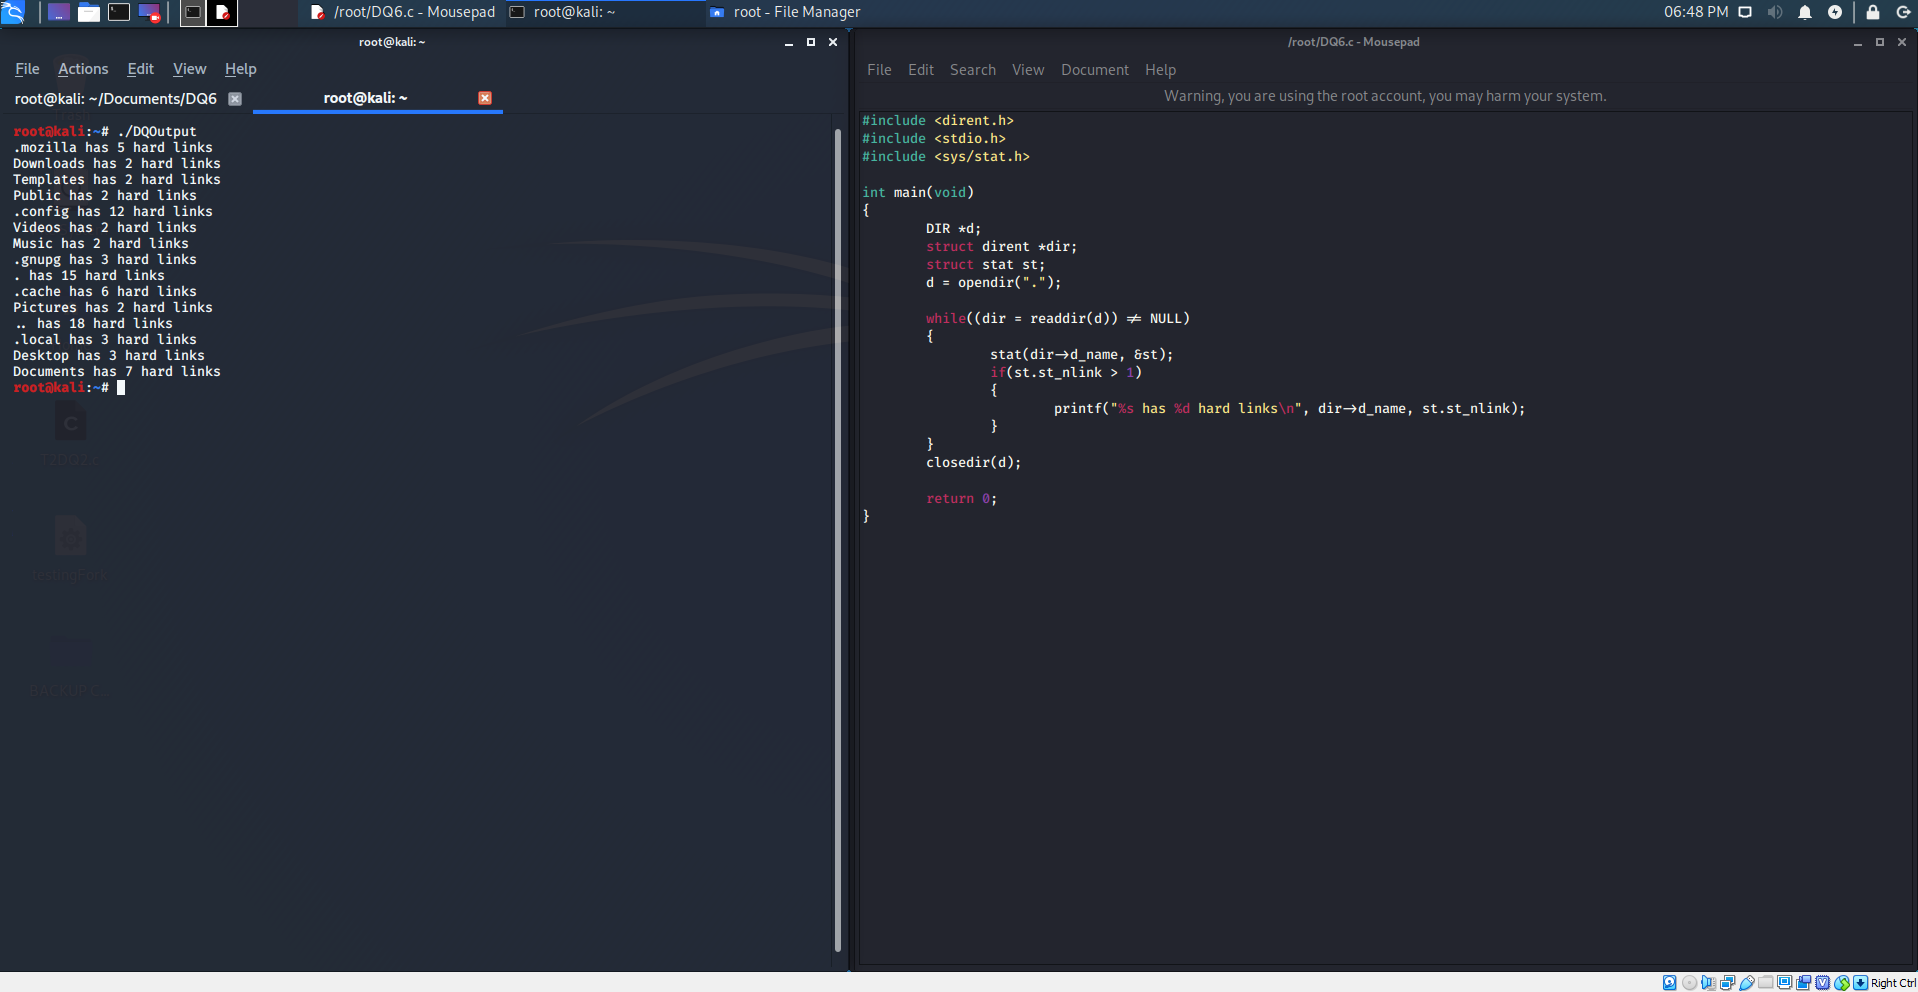 /root/DQ6.c - Mousepad
root@kali: ~
root - File Manager
06:48 PM
root@kali: ~
File Actions Edit View Help
root@kali: ~/Documents/DQ6
root@kali: ~
root@kali:~# ./DQOutput
.mozilla has 5 hard links
Downloads has 2 hard links
Templates has 2 hard links
Public has 2 hard links
.config has 12 hard links
Videos has 2 hard links
Music has 2 hard links
.gnupg has 3 hard links
. has 15 hard links
.cache has 6 hard links
Pictures has 2 hard links
.. has 18 hard links
.local has 3 hard links
Desktop has 3 hard links
Documents has 7 hard links
root@kali:~#
testingFork
/root/DQ6.c - Mousepad
File Edit Search View Document Help
Warning, you are using the root account, you may harm your system.
#include <dirent.h>
#include <stdio.h>
#include <sys/stat.h>
int main(void)
{
DIR *d;
struct dirent *dir;
struct stat st;
d = opendir(".");
while((dir = readdir(d)) ≠ NULL)
{
stat(dir→d_name, &st);
if(st.st_nlink > 1)
{
printf("%s has %d hard links\n", dir→d_name, st.st_nlink);
}
}
closedir(d);
return 0;
}
Right Ctrl